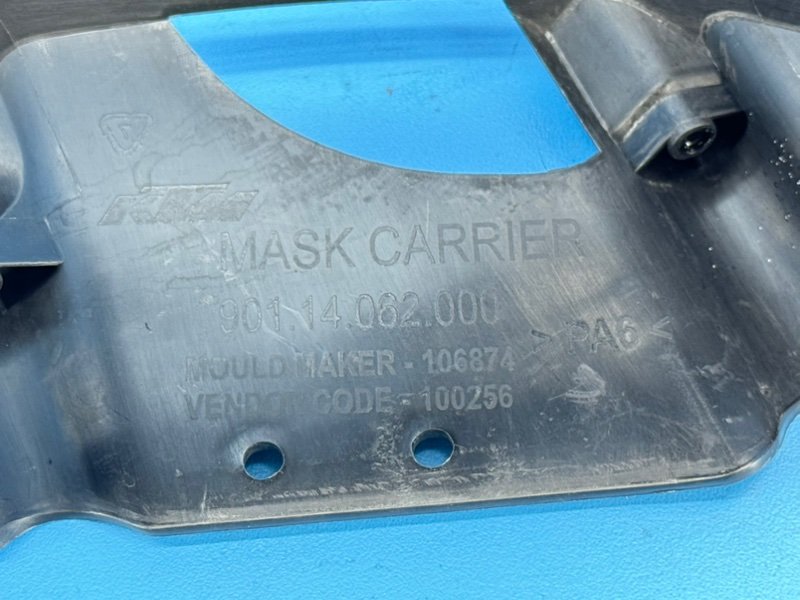 KTM
MASK CARRIER
901.14.062.000
>PA6<
MOULD MAKER - 106874
VENDOR CODE - 100256